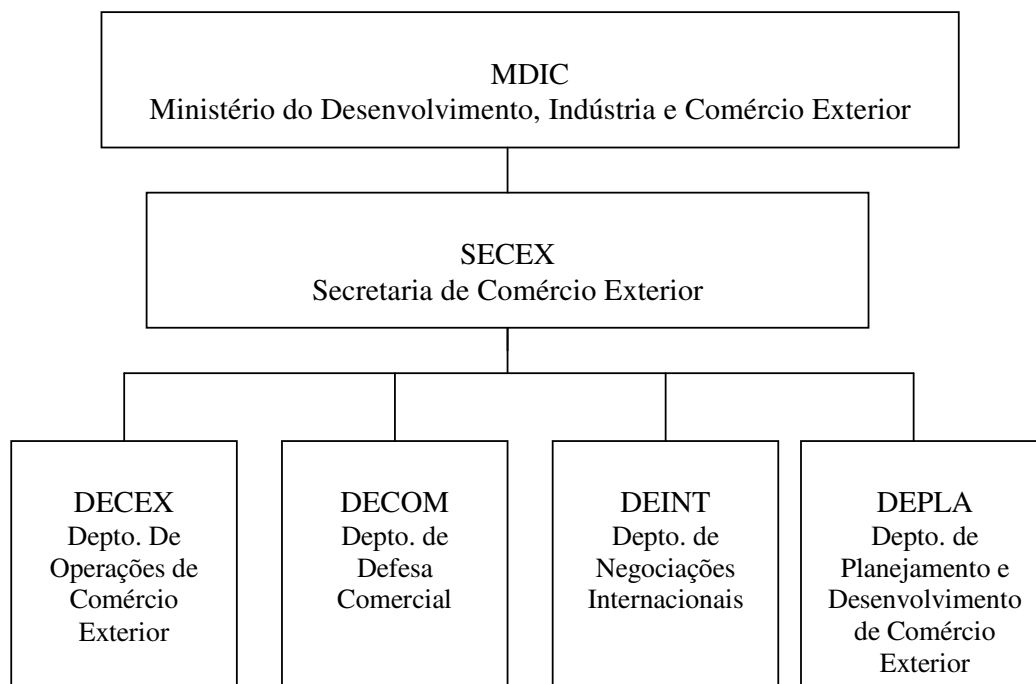 MDIC
Ministério do Desenvolvimento, Indústria e Comércio Exterior
SECEX
Secretaria de Comércio Exterior
DECEX
Depto. De
Operações de
Comércio
Exterior
DECOM
Depto. de
Defesa
Comercial
DEINT
Depto. de
Negociações
Internacionais
DEPLA
Depto. de
Planejamento e
Desenvolvimento
de Comércio
Exterior